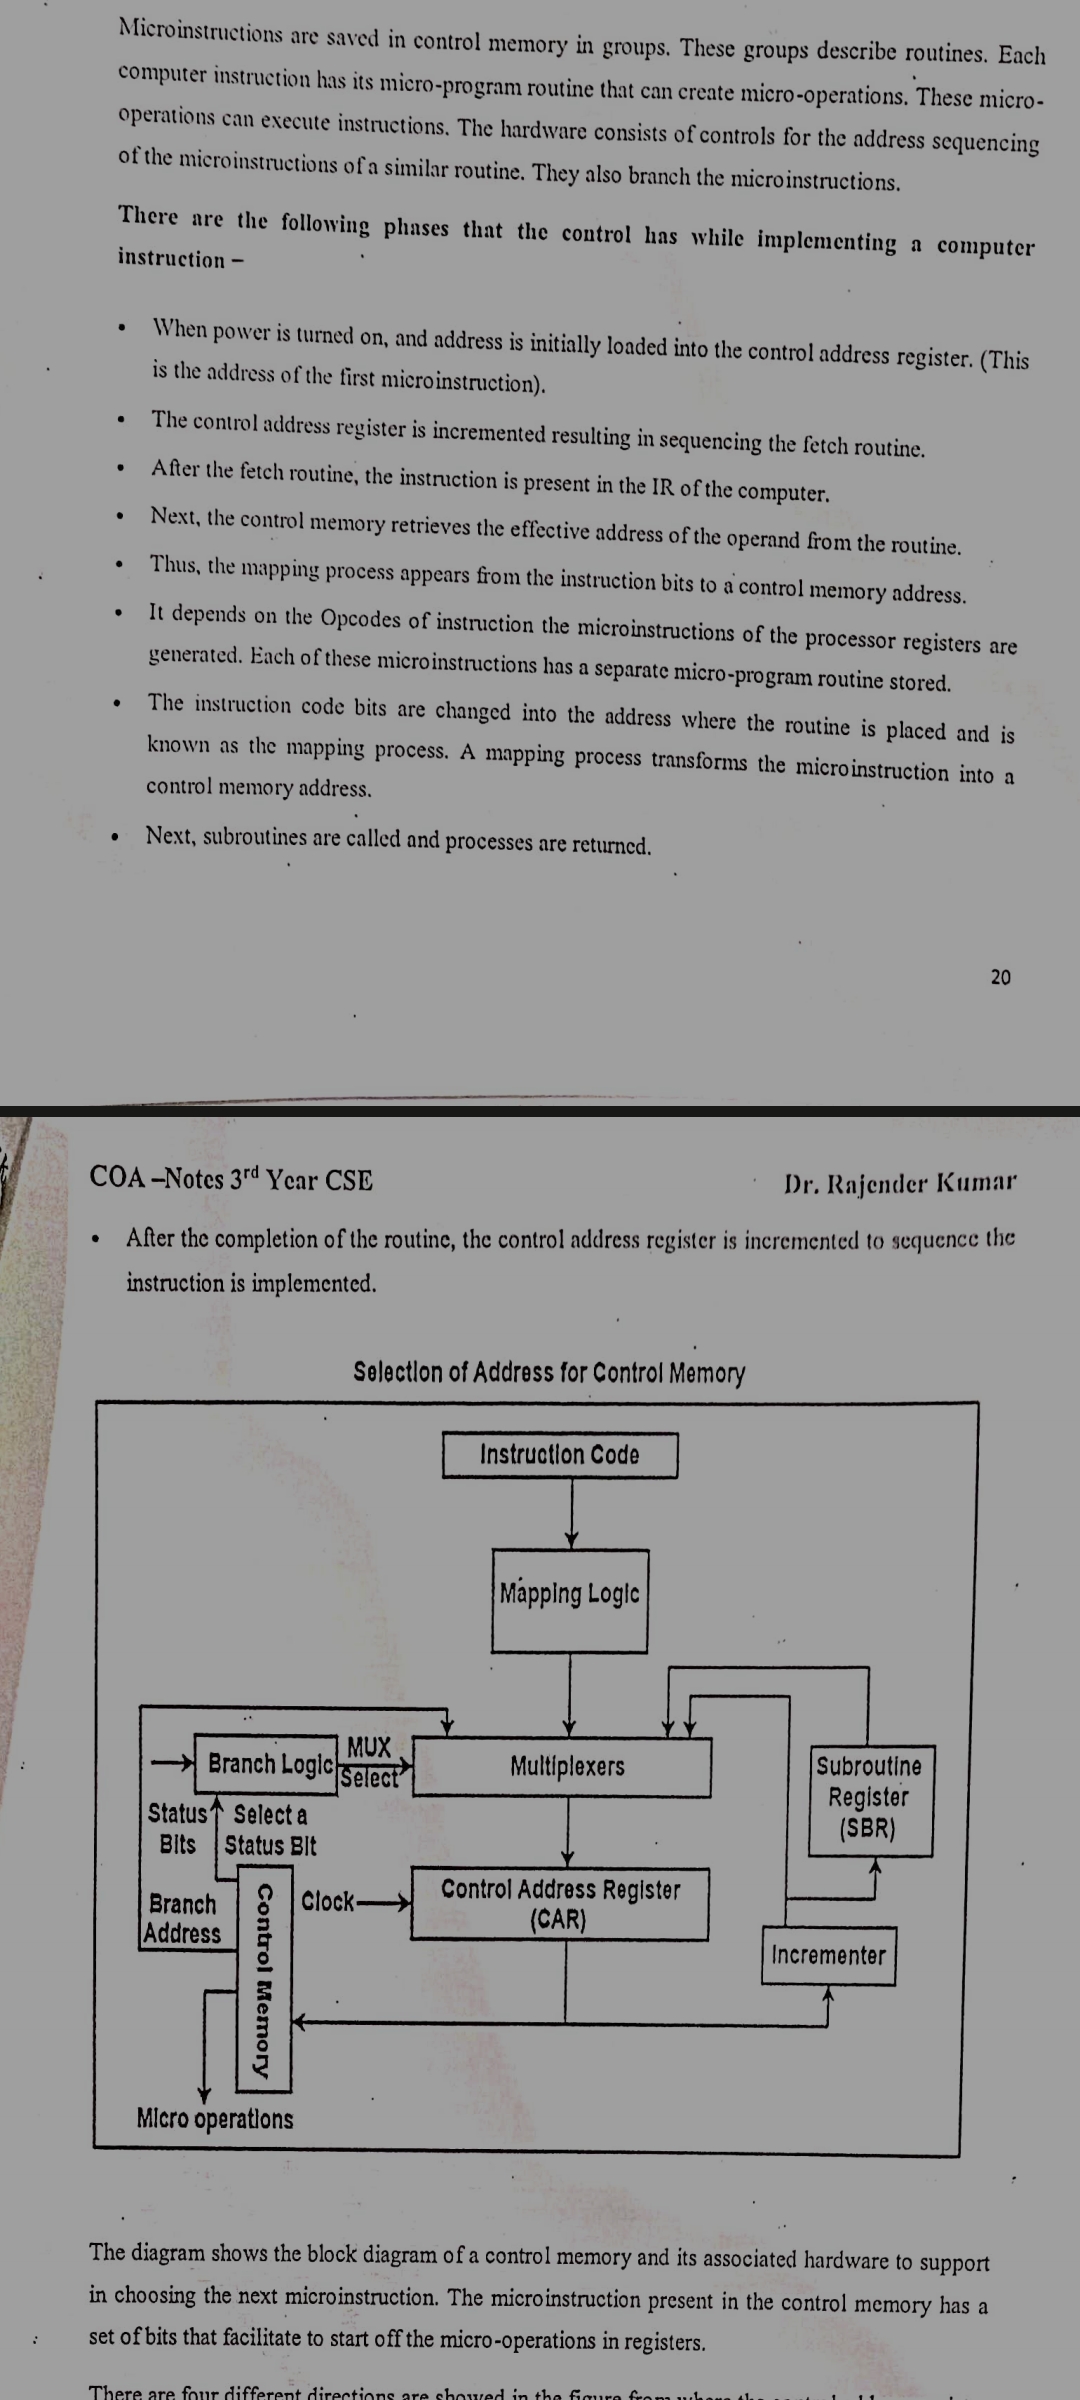 Microinstructions are saved in control memory in groups. These groups describe routines. Each
computer instruction has its micro-program routine that can create micro-operations. These micro-
operations can execute instructions. The hardware consists of controls for the address sequencing
of the microinstructions of a similar routine. They also branch the microinstructions.
There are the following phases that the control has while implementing a computer
instruction –
• When power is turned on, and address is initially loaded into the control address register. (This
is the address of the first microinstruction).
• The control address register is incremented resulting in sequencing the fetch routine.
• After the fetch routine, the instruction is present in the IR of the computer.
• Next, the control memory retrieves the effective address of the operand from the routine.
• Thus, the mapping process appears from the instruction bits to a control memory address.
• It depends on the Opcodes of instruction the microinstructions of the processor registers are
generated. Each of these microinstructions has a separate micro-program routine stored.
• The instruction code bits are changed into the address where the routine is placed and is
known as the mapping process. A mapping process transforms the microinstruction into a
control memory address.
• Next, subroutines are called and processes are returned.
20
COA –Notes 3rd Year CSE
Dr. Rajender Kumar
• After the completion of the routine, the control address register is incremented to sequence the
instruction is implemented.
Selection of Address for Control Memory
Instruction Code
Mapping Logic
Branch Logic
MUX
Select
Multiplexers
Subroutine
Register
(SBR)
Status
Bits
Select a
Status Bit
Branch
Address
Control Memory
Clock
Control Address Register
(CAR)
Incrementer
Micro operations
The diagram shows the block diagram of a control memory and its associated hardware to support
in choosing the next microinstruction. The microinstruction present in the control memory has a
set of bits that facilitate to start off the micro-operations in registers.
There are four different directions are showed in the figure from where the